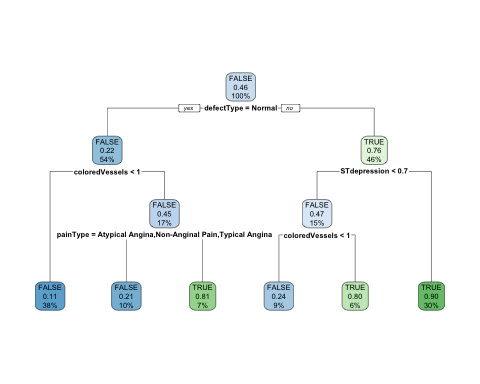 FALSE
0.46
100%
yes
defectType = Normal
no
FALSE
0.22
54%
TRUE
0.76
46%
coloredVessels < 1
STdepression < 0.7
FALSE
0.45
17%
FALSE
0.47
15%
painType = Atypical Angina,Non-Anginal Pain,Typical Angina
coloredVessels < 1
FALSE
0.11
38%
FALSE
0.21
10%
TRUE
0.81
7%
FALSE
0.24
9%
TRUE
0.80
6%
TRUE
0.90
30%